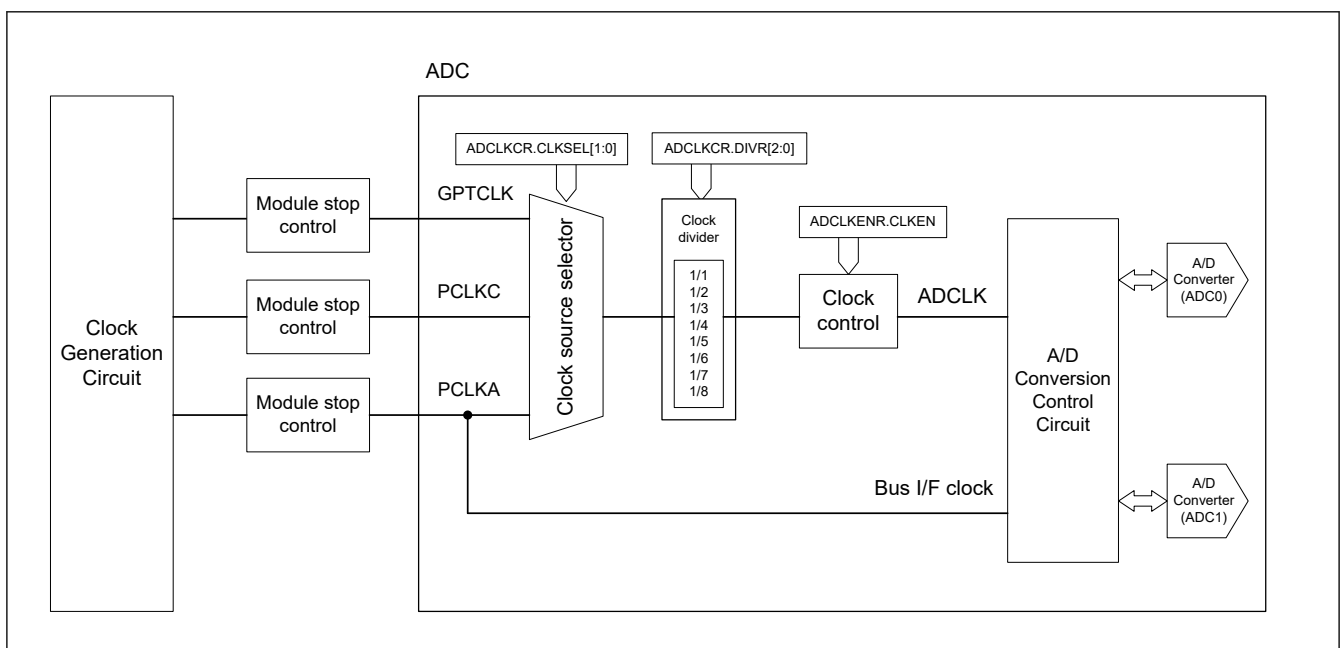 ADC
ADCLKCR.CLKSEL[1:0]
ADCLKCR.DIVR[2:0]
GPTCLK
Module stop
control
Clock
divider
ADCLKENR.CLKEN
A/D
Converter
(ADC0)
1/1
1/2
1/3
1/4
1/5
1/6
1/7
1/8
PCLKC
Module stop
control
Clock source selector
Clock
control
ADCLK
Clock
Generation
Circuit
A/D
Conversion
Control
Circuit
PCLKA
Module stop
control
Bus I/F clock
A/D
Converter
(ADC1)